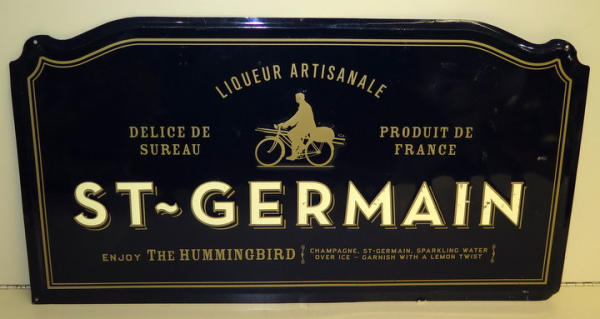 LIQUEUR ARTISANALE
DELICE DE
SUREAU
PRODUIT DE
FRANCE
ST~GERMAIN
ENJOY THE HUMMINGBIRD
CHAMPAGNE, ST-GERMAIN, SPARKLING WATER
OVER ICE – GARNISH WITH A LEMON TWIST